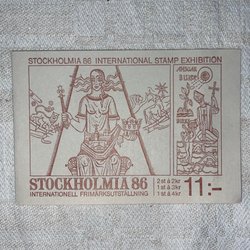 STOCKHOLMIA 86 INTERNATIONAL STAMP EXHIBITION
ANSGAR
STOCKHOLMIA 86
INTERNATIONELL FRIMÄRKSUTSTÄLLNING
2 st à 2 kr
1 st à 3 kr
1 st à 4 kr
11:–